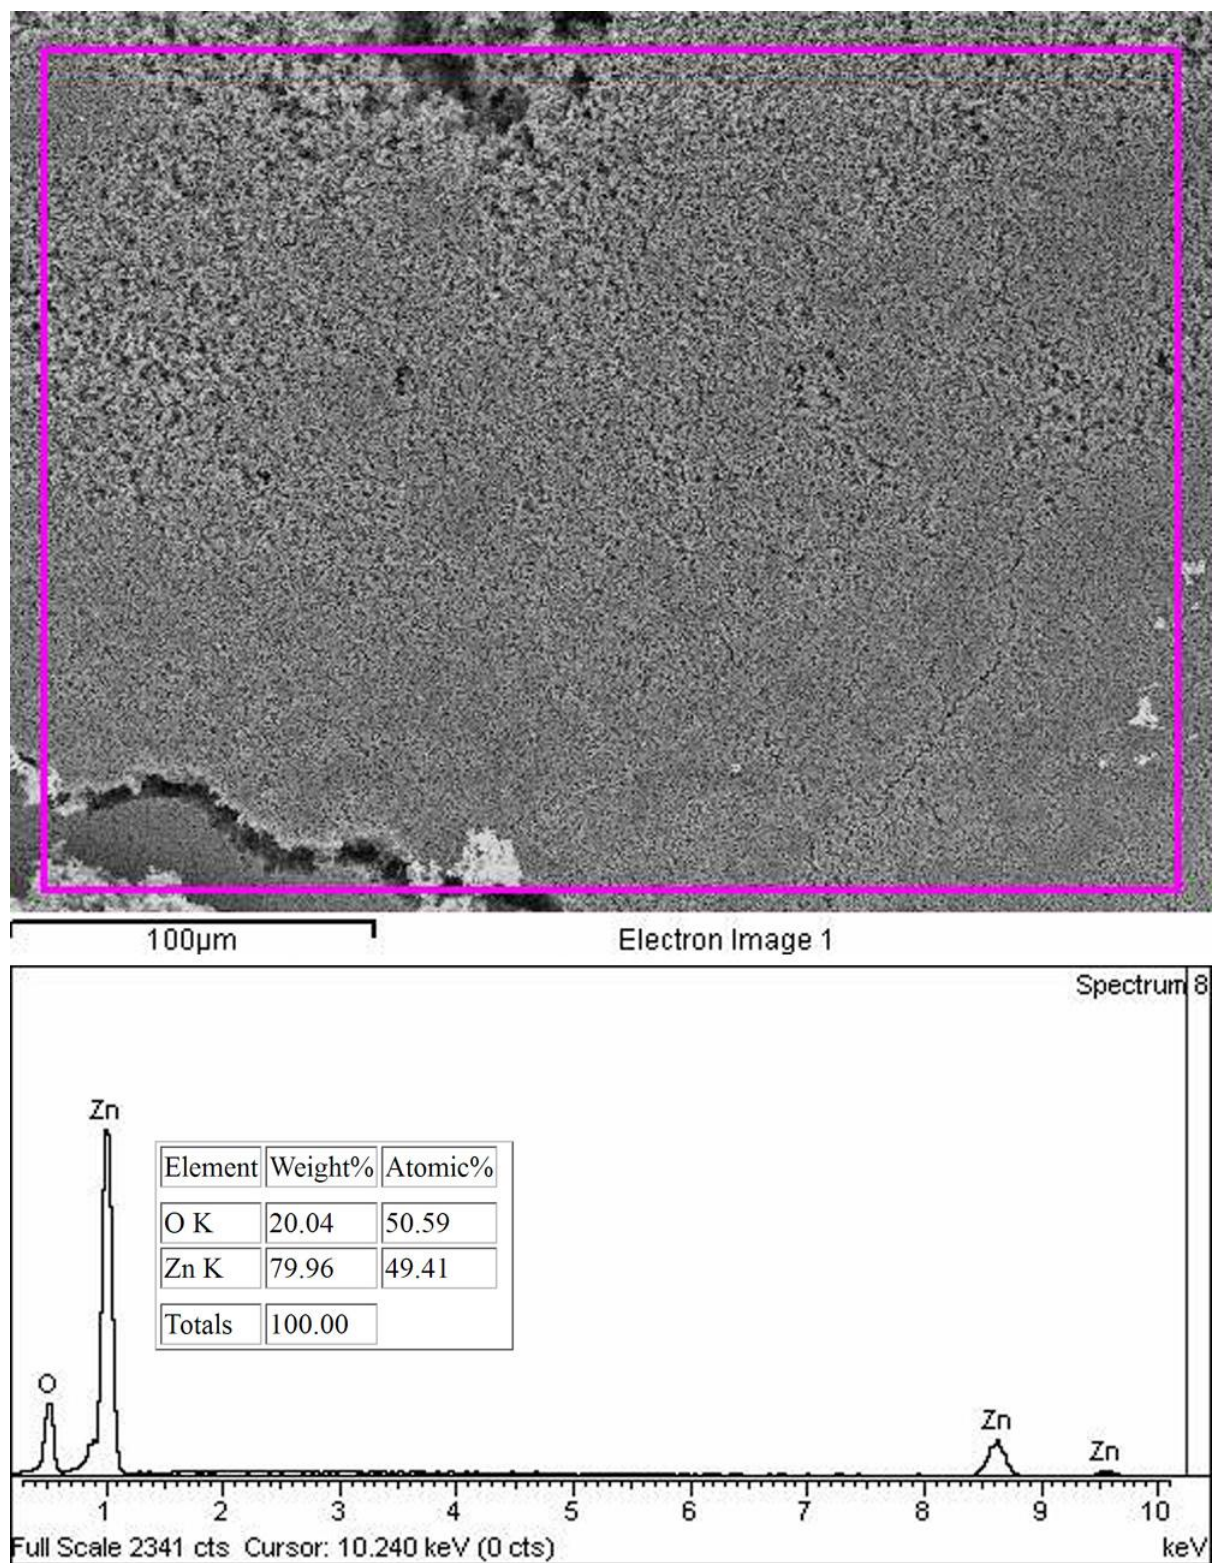 100µm Electron Image 1
Spectrum 8
Zn
Element Weight% Atomic%
O K 20.04 50.59
Zn K 79.96 49.41
Totals 100.00
O
Zn
Zn
1 2 3 4 5 6 7 8 9 10
Full Scale 2341 cts Cursor: 10.240 keV (0 cts) keV